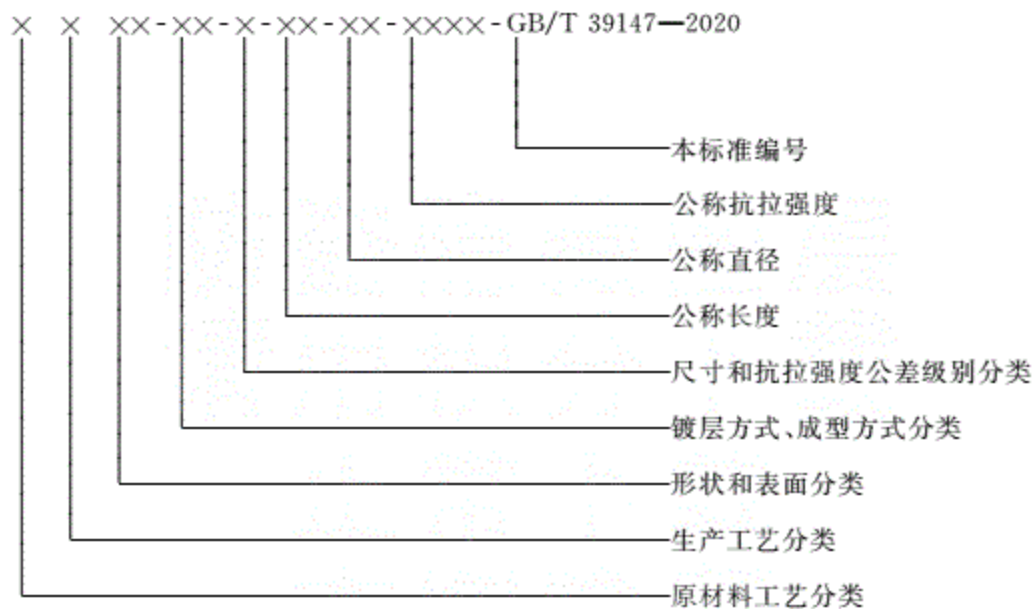 × × ××-××-×-××-××-××××-GB/T 39147—2020
本标准编号
公称抗拉强度
公称直径
公称长度
尺寸和抗拉强度公差级别分类
镀层方式、成型方式分类
形状和表面分类
生产工艺分类
原材料工艺分类